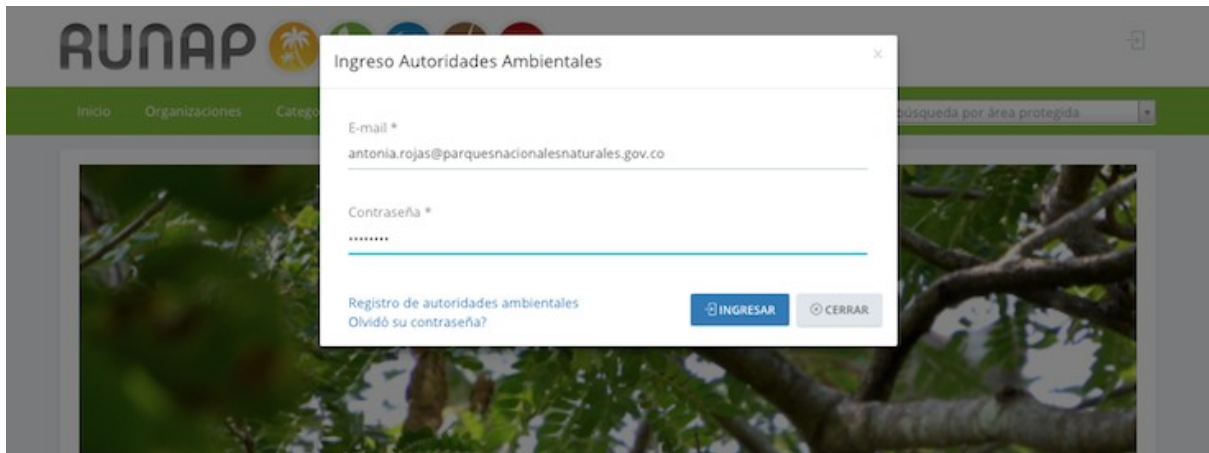 RUNAP
Ingreso Autoridades Ambientales
Inicio Organizaciones Catego
búsqueda por área protegida
E-mail *
antonia.rojas@parquesnacionalesnaturales.gov.co
Contraseña *
••••••••
Registro de autoridades ambientales
Olvidó su contraseña?
INGRESAR CERRAR